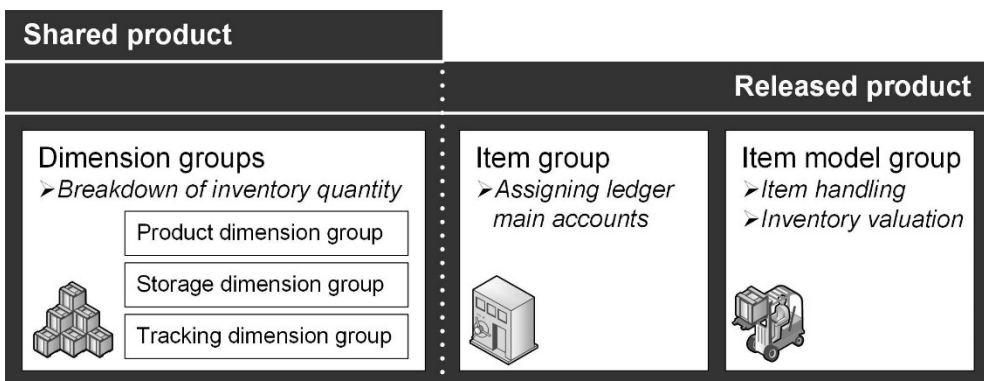 Shared product
Released product
Dimension groups
➢Breakdown of inventory quantity
Product dimension group
Storage dimension group
Tracking dimension group
Item group
➢Assigning ledger
main accounts
Item model group
➢Item handling
➢Inventory valuation